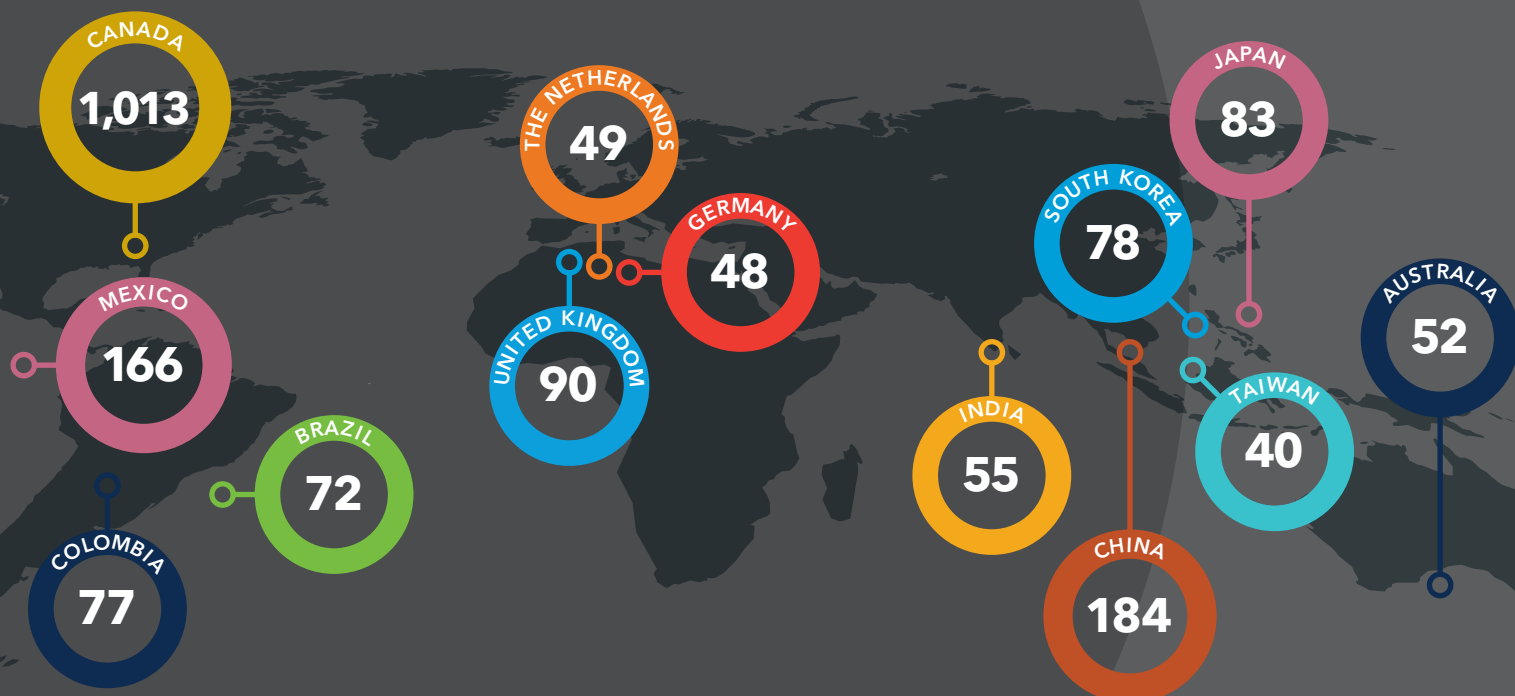 CANADA
1,013
MEXICO
166
COLOMBIA
77
BRAZIL
72
THE NETHERLANDS
49
GERMANY
48
UNITED KINGDOM
90
JAPAN
83
SOUTH KOREA
78
INDIA
55
CHINA
184
TAIWAN
40
AUSTRALIA
52